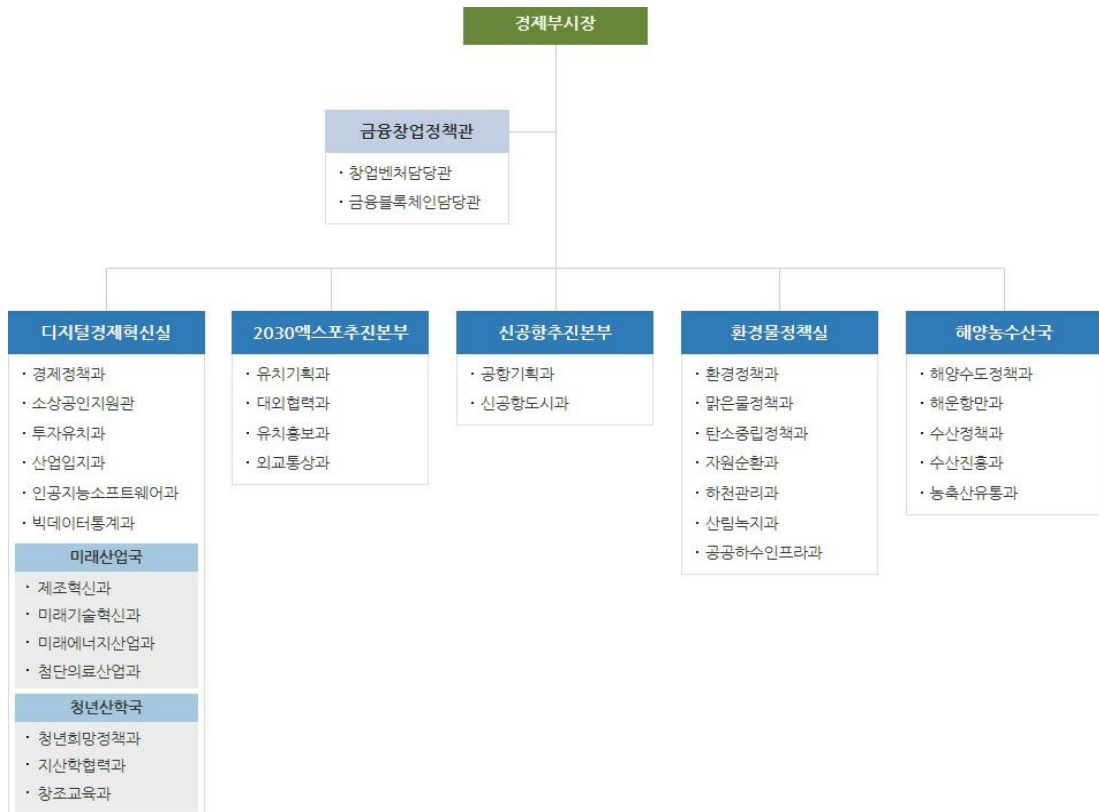 경제부시장
금융창업정책관
· 창업벤처담당관
· 금융블록체인담당관
디지털경제혁신실
· 경제정책과
· 소상공인지원관
· 투자유치과
· 산업입지과
· 인공지능소프트웨어과
· 빅데이터통계과
미래산업국
· 제조혁신과
· 미래기술혁신과
· 미래에너지산업과
· 첨단의료산업과
청년산학국
· 청년희망정책과
· 지산학협력과
· 창조교육과
2030엑스포추진본부
· 유치기획과
· 대외협력과
· 유치홍보과
· 외교통상과
신공항추진본부
· 공항기획과
· 신공항도시과
환경물정책실
· 환경정책과
· 맑은물정책과
· 탄소중립정책과
· 자원순환과
· 하천관리과
· 산림녹지과
· 공공하수인프라과
해양농수산국
· 해양수도정책과
· 해운항만과
· 수산정책과
· 수산진흥과
· 농축산유통과